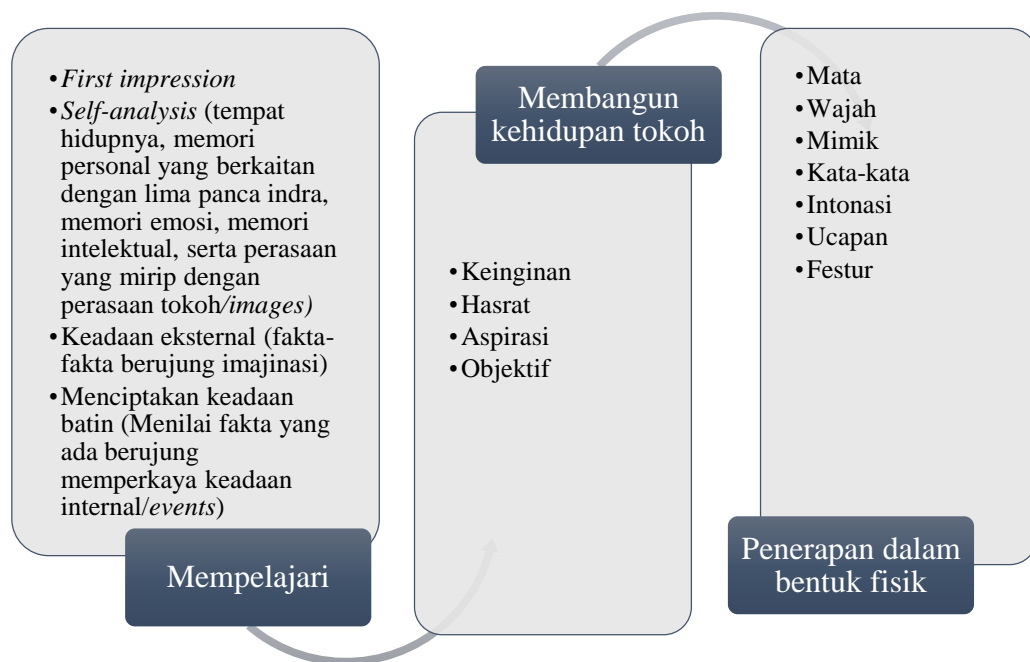 •First impression
•Self-analysis (tempat
hidupnya, memori
personal yang berkaitan
dengan lima panca indra,
memori emosi, memori
intelektual, serta perasaan
yang mirip dengan
perasaan tokoh/images)
•Keadaan eksternal (fakta-
fakta berujung imajinasi)
•Menciptakan keadaan
batin (Menilai fakta yang
ada berujung
memperkaya keadaan
internal/events)
Mempelajari
Membangun
kehidupan tokoh
•Keinginan
•Hasrat
•Aspirasi
•Objektif
•Mata
•Wajah
•Mimik
•Kata-kata
•Intonasi
•Ucapan
•Festur
Penerapan dalam
bentuk fisik